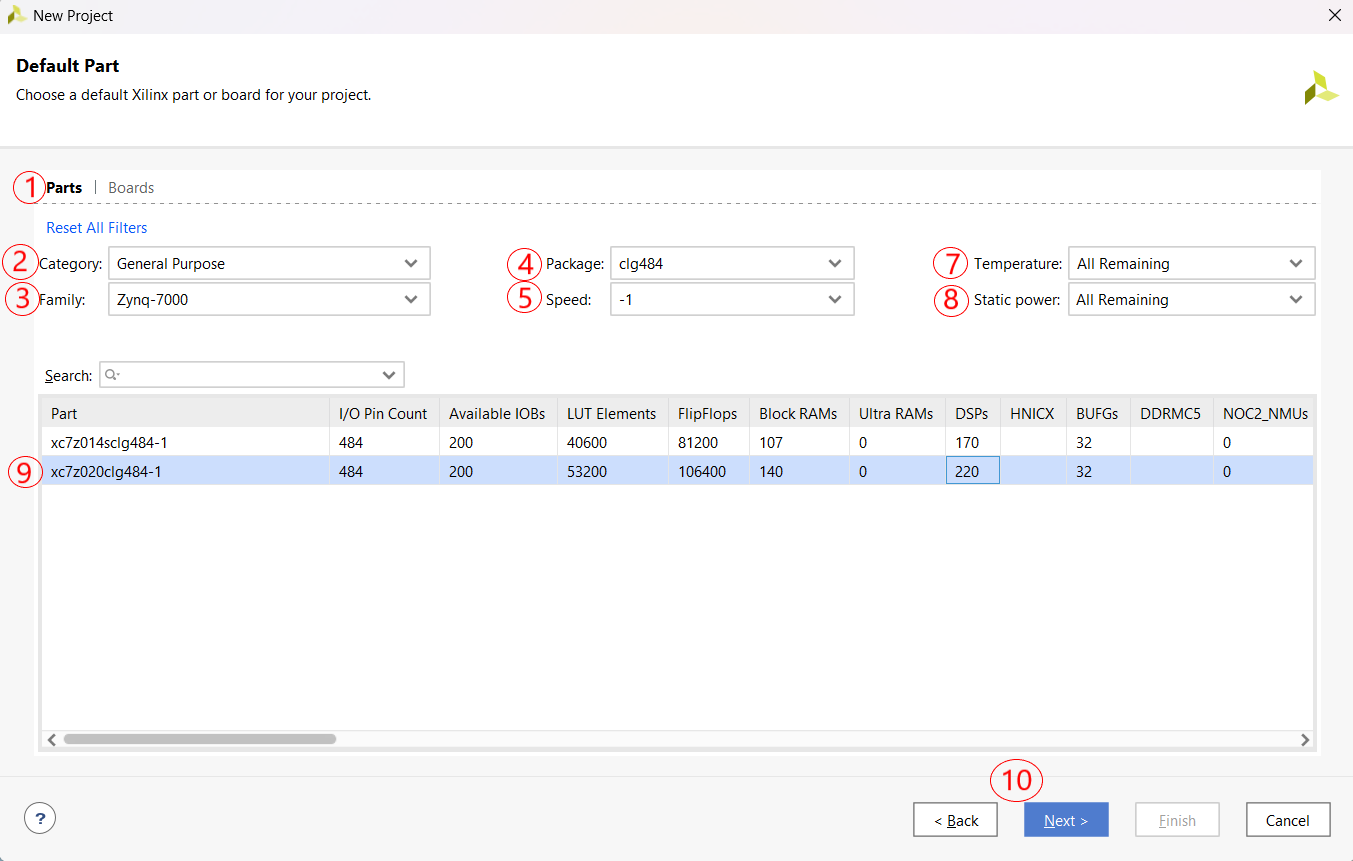 New Project
Default Part
Choose a default Xilinx part or board for your project.
1 Parts | Boards
Reset All Filters
2 Category: General Purpose 4 Package: clg484 7 Temperature: All Remaining
3 Family: Zynq-7000 5 Speed: -1 8 Static power: All Remaining
Search:
Part I/O Pin Count Available IOBs LUT Elements FlipFlops Block RAMs Ultra RAMs DSPs HNICX BUFGs DDRMC5 NOC2_NMUs
xc7z014sclg484-1 484 200 40600 81200 107 0 170 32 0
9 xc7z020clg484-1 484 200 53200 106400 140 0 220 32 0
10
? < Back Next > Finish Cancel